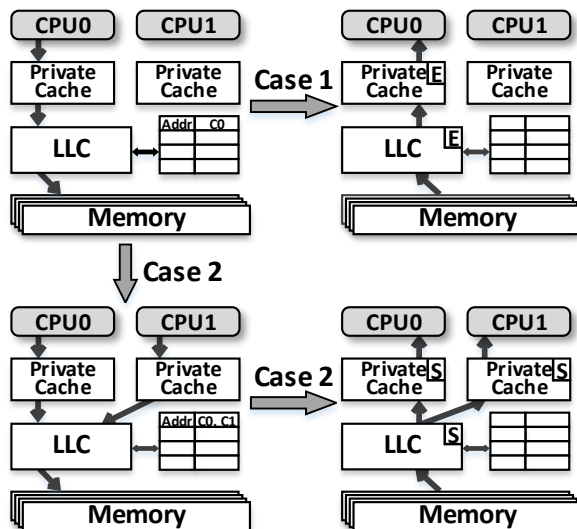 CPU0 CPU1
Private Cache
Private Cache
Addr C0
LLC
Memory
Case 1
CPU0 CPU1
Private Cache E
Private Cache
LLC E
Memory
Case 2
CPU0 CPU1
Private Cache
Private Cache
Addr C0, C1
LLC
Memory
Case 2
CPU0 CPU1
Private Cache S
Private Cache S
LLC S
Memory